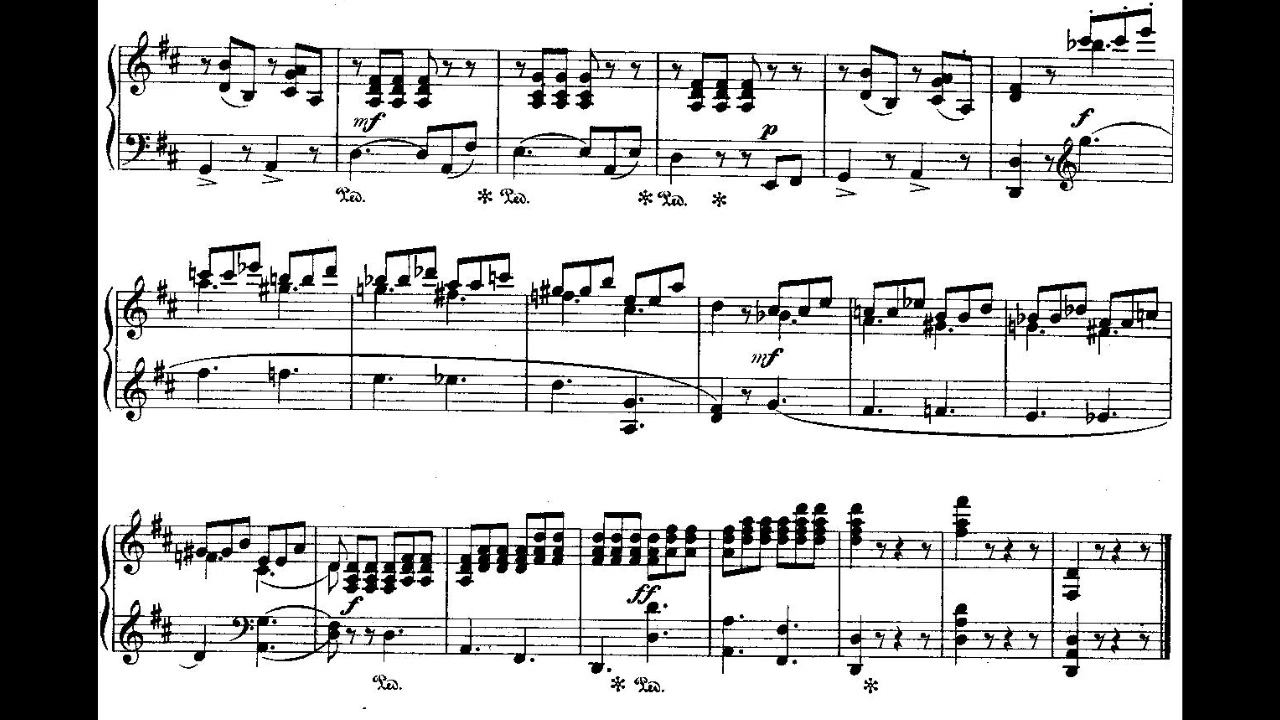 mf
p
f
Ped. * Ped. * Ped. *
mf
f
ff
Ped. * Ped. *